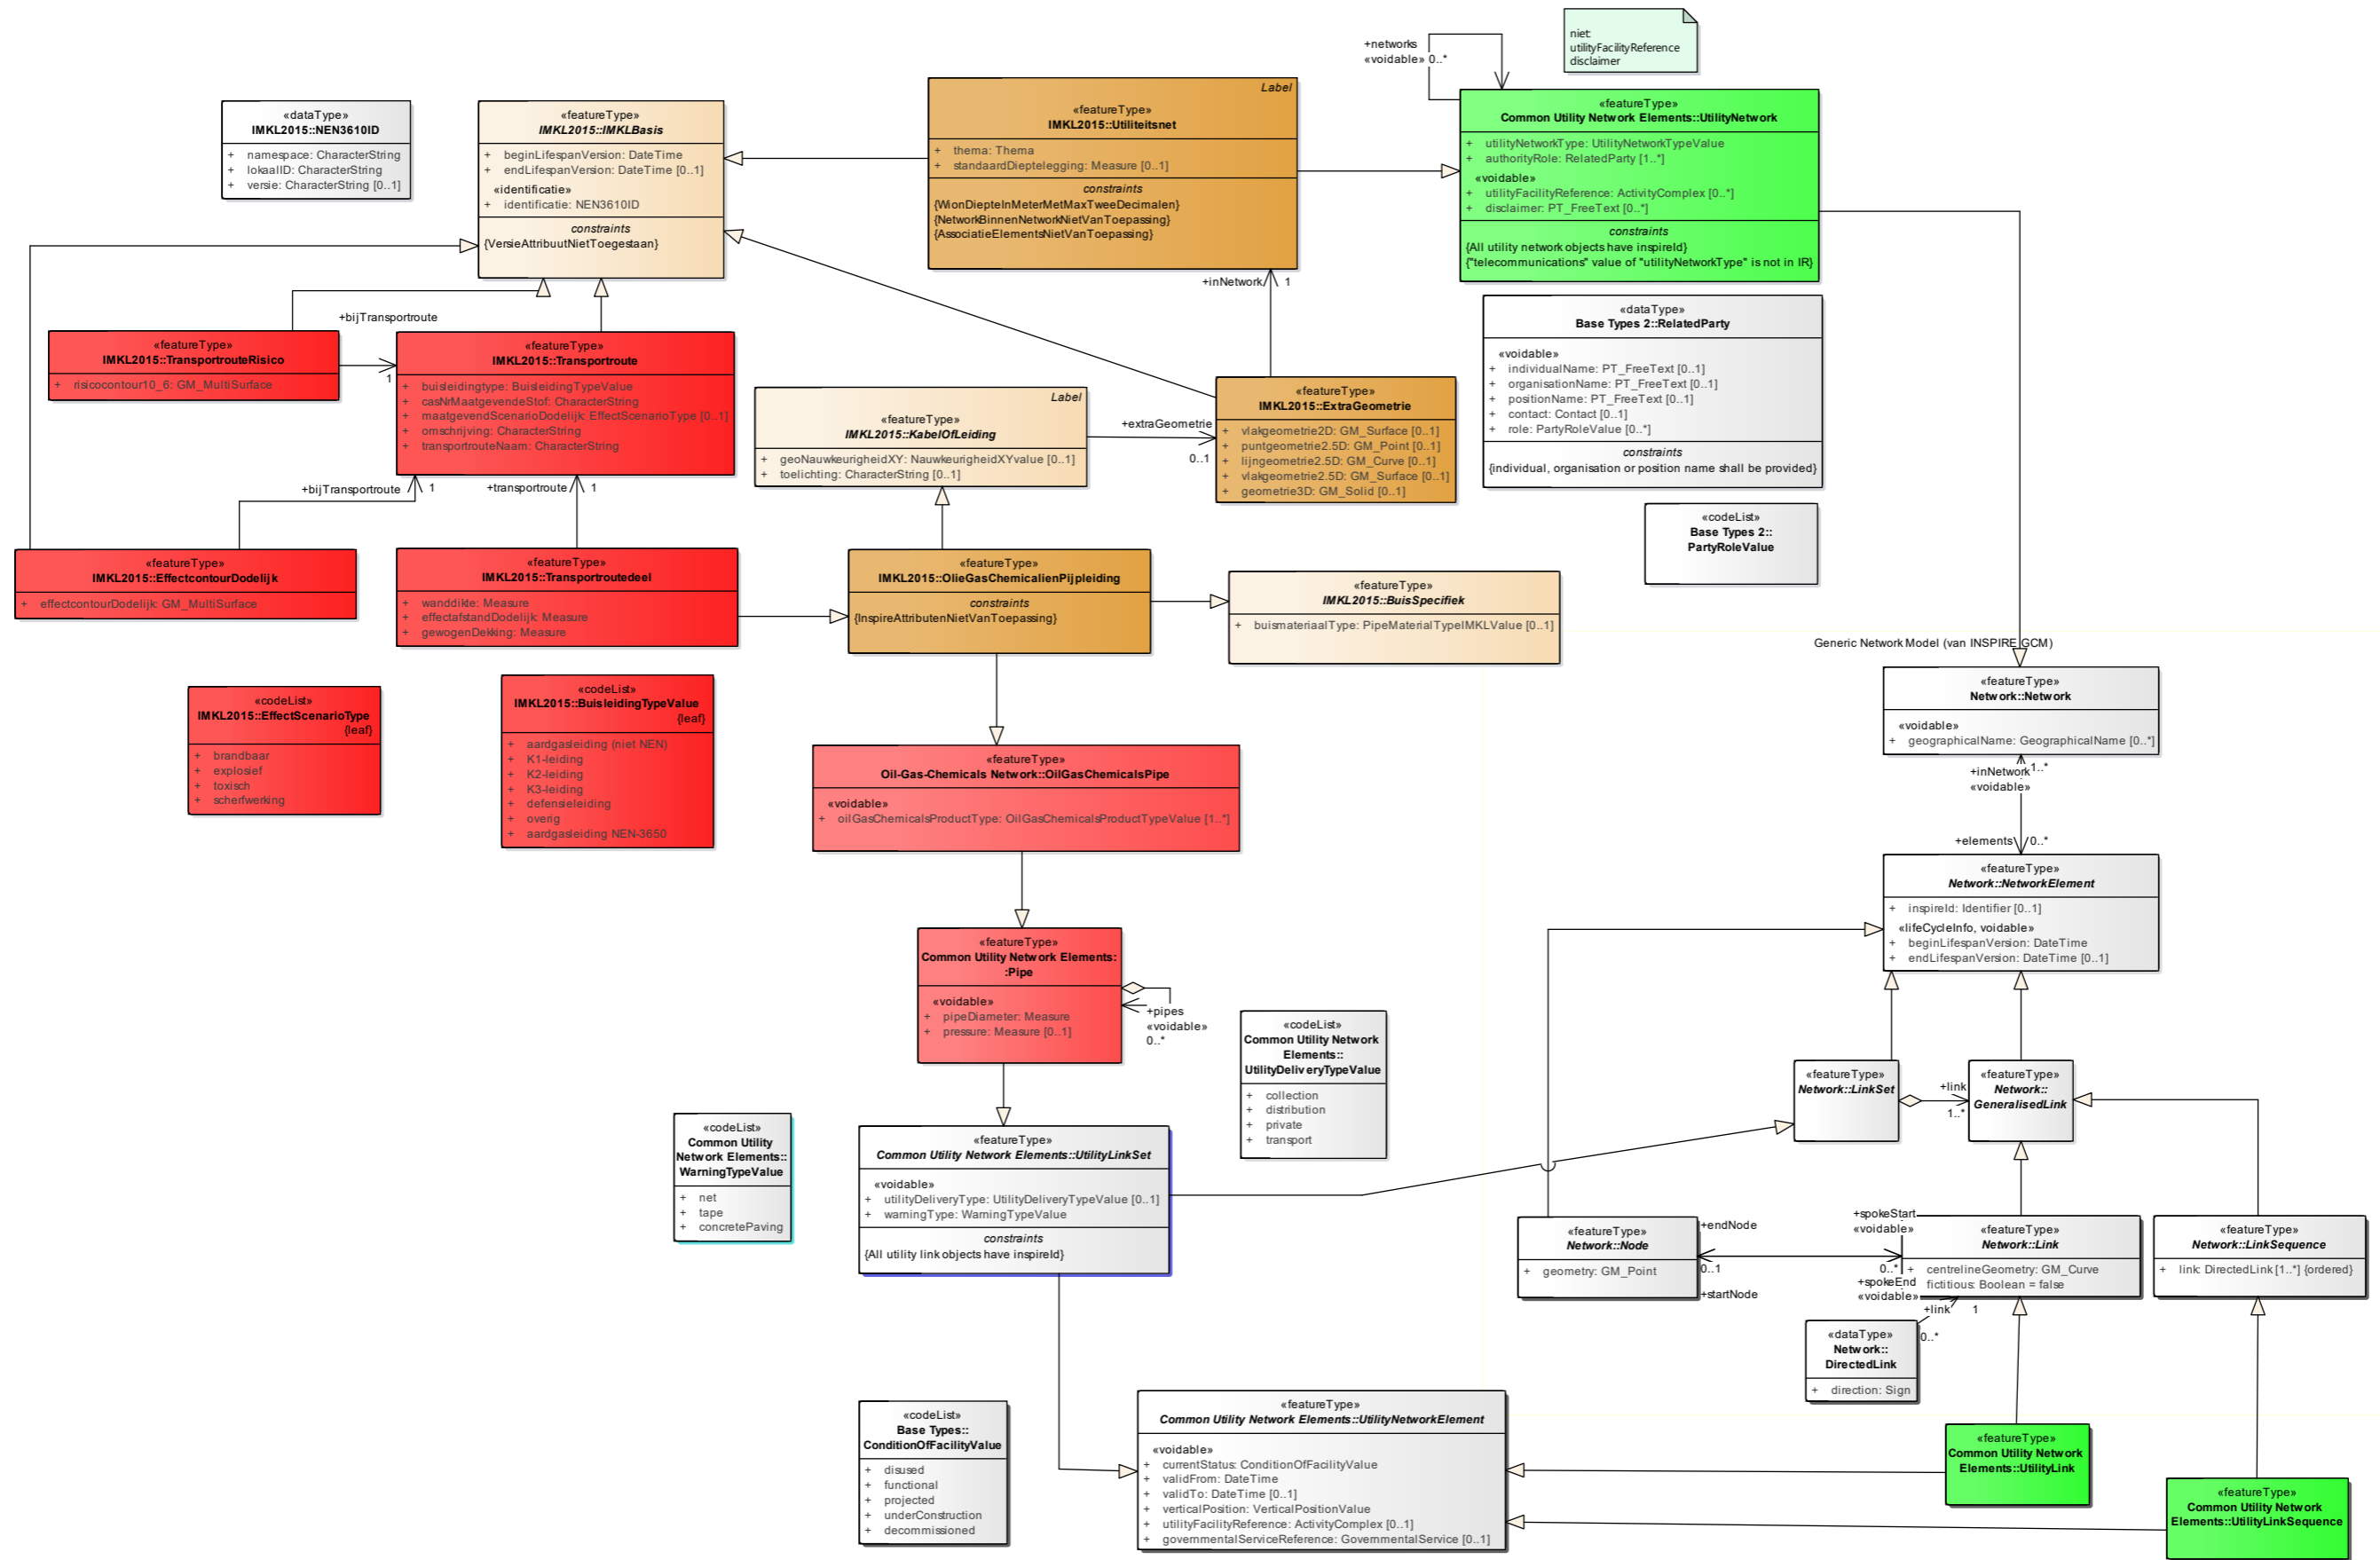 niet:
utilityFacilityReference
disclaimer
+networks
«voidable» 0..*
«dataType»
IMKL2015::NEN3610ID
+ namespace: CharacterString
+ lokaalID: CharacterString
+ versie: CharacterString [0..1]
«featureType»
IMKL2015::IMKLBasis
+ beginLifespanVersion: DateTime
+ endLifespanVersion: DateTime [0..1]
«identificatie»
+ identificatie: NEN3610ID
constraints
{VersieAttribuutNietToegestaan}
Label
«featureType»
IMKL2015::Utiliteitsnet
+ thema: Thema
+ standaardDieptelegging: Measure [0..1]
constraints
{WionDiepteInMeterMetMaxTweeDecimalen}
{NetworkBinnenNetworkNietVanToepassing}
{AssociatieElementsNietVanToepassing}
«featureType»
Common Utility Network Elements::UtilityNetwork
+ utilityNetworkType: UtilityNetworkTypeValue
+ authorityRole: RelatedParty [1..*]
«voidable»
+ utilityFacilityReference: ActivityComplex [0..*]
+ disclaimer: PT_FreeText [0..*]
constraints
{All utility network objects have inspireId}
{"telecommunications" value of "utilityNetworkType" is not in IR}
+inNetwork 1
«dataType»
Base Types 2::RelatedParty
«voidable»
+ individualName: PT_FreeText [0..1]
+ organisationName: PT_FreeText [0..1]
+ positionName: PT_FreeText [0..1]
+ contact: Contact [0..1]
+ role: PartyRoleValue [0..*]
constraints
{individual, organisation or position name shall be provided}
+bijTransportroute
1
«featureType»
IMKL2015::TransportrouteRisico
+ risicocontour10_6: GM_MultiSurface
«featureType»
IMKL2015::Transportroute
+ buisleidingtype: BuisleidingTypeValue
+ casNrMaatgevendeStof: CharacterString
+ maatgevendScenarioDodelijk: EffectScenarioType [0..1]
+ omschrijving: CharacterString
+ transportrouteNaam: CharacterString
Label
«featureType»
IMKL2015::KabelOfLeiding
+ geoNauwkeurigheidXY: NauwkeurigheidXYvalue [0..1]
+ toelichting: CharacterString [0..1]
+extraGeometrie
0..1
«featureType»
IMKL2015::ExtraGeometrie
+ vlakgeometrie2D: GM_Surface [0..1]
+ puntgeometrie2.5D: GM_Point [0..1]
+ lijngeometrie2.5D: GM_Curve [0..1]
+ vlakgeometrie2.5D: GM_Surface [0..1]
+ geometrie3D: GM_Solid [0..1]
+bijTransportroute 1
+transportroute 1
«codeList»
Base Types 2::
PartyRoleValue
«featureType»
IMKL2015::EffectcontourDodelijk
+ effectcontourDodelijk: GM_MultiSurface
«featureType»
IMKL2015::Transportroutedeel
+ wanddikte: Measure
+ effectafstandDodelijk: Measure
+ gewogenDekking: Measure
«featureType»
IMKL2015::OlieGasChemicalienPijpleiding
constraints
{InspireAttributenNietVanToepassing}
«featureType»
IMKL2015::BuisSpecifiek
+ buismateriaalType: PipeMaterialTypeIMKLValue [0..1]
Generic Network Model (van INSPIRE GCM)
«featureType»
Network::Network
«voidable»
+ geographicalName: GeographicalName [0..*]
+inNetwork 1..*
«voidable»
+elements 0..*
«codeList»
IMKL2015::EffectScenarioType
{leaf}
+ brandbaar
+ explosief
+ toxisch
+ scherfwerking
«codeList»
IMKL2015::BuisleidingTypeValue
{leaf}
+ aardgasleiding (niet NEN)
+ K1-leiding
+ K2-leiding
+ K3-leiding
+ defensieleiding
+ overig
+ aardgasleiding NEN-3650
«featureType»
Oil-Gas-Chemicals Network::OilGasChemicalsPipe
«voidable»
+ oilGasChemicalsProductType: OilGasChemicalsProductTypeValue [1..*]
«featureType»
Network::NetworkElement
+ inspireId: Identifier [0..1]
«lifeCycleInfo, voidable»
+ beginLifespanVersion: DateTime
+ endLifespanVersion: DateTime [0..1]
«featureType»
Common Utility Network Elements:
:Pipe
«voidable»
+ pipeDiameter: Measure
+ pressure: Measure [0..1]
+pipes
«voidable»
0..*
«codeList»
Common Utility Network
Elements::
UtilityDeliveryTypeValue
+ collection
+ distribution
+ private
+ transport
«featureType»
Network::LinkSet
+link
1..*
«featureType»
Network::
GeneralisedLink
«codeList»
Common Utility
Network Elements::
WarningTypeValue
+ net
+ tape
+ concretePaving
«featureType»
Common Utility Network Elements::UtilityLinkSet
«voidable»
+ utilityDeliveryType: UtilityDeliveryTypeValue [0..1]
+ warningType: WarningTypeValue
constraints
{All utility link objects have inspireId}
«featureType»
Network::Node
+ geometry: GM_Point
+endNode
0..1
+startNode
+spokeStart
«voidable»
0..*
+spokeEnd
«voidable»
«featureType»
Network::Link
+ centrelineGeometry: GM_Curve
fictitious: Boolean = false
«featureType»
Network::LinkSequence
+ link: DirectedLink [1..*] {ordered}
+link 1
0..*
«dataType»
Network::
DirectedLink
+ direction: Sign
«codeList»
Base Types::
ConditionOfFacilityValue
+ disused
+ functional
+ projected
+ underConstruction
+ decommissioned
«featureType»
Common Utility Network Elements::UtilityNetworkElement
«voidable»
+ currentStatus: ConditionOfFacilityValue
+ validFrom: DateTime
+ validTo: DateTime [0..1]
+ verticalPosition: VerticalPositionValue
+ utilityFacilityReference: ActivityComplex [0..1]
+ governmentalServiceReference: GovernmentalService [0..1]
«featureType»
Common Utility Network
Elements::UtilityLink
«featureType»
Common Utility Network
Elements::UtilityLinkSequence